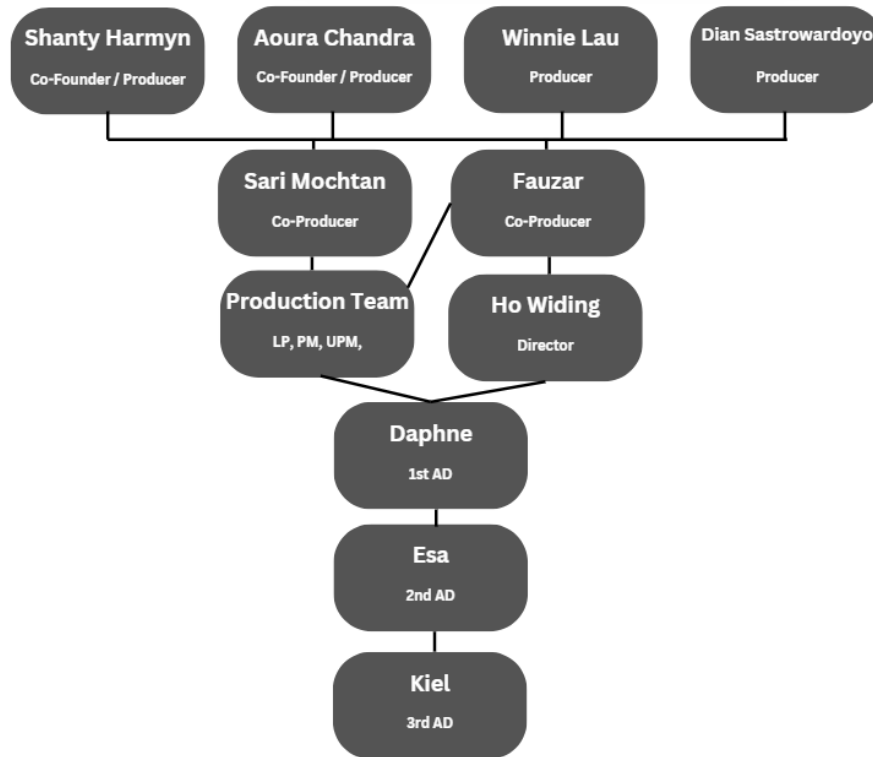 Shanty Harmyn
Co-Founder / Producer
Aoura Chandra
Co-Founder / Producer
Winnie Lau
Producer
Dian Sastrowardoyo
Producer
Sari Mochtan
Co-Producer
Fauzar
Co-Producer
Production Team
LP, PM, UPM,
Ho Widing
Director
Daphne
1st AD
Esa
2nd AD
Kiel
3rd AD